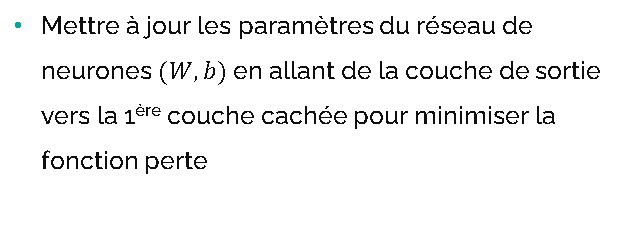 • Mettre à jour les paramètres du réseau de
neurones (W, b) en allant de la couche de sortie
vers la 1ère couche cachée pour minimiser la
fonction perte